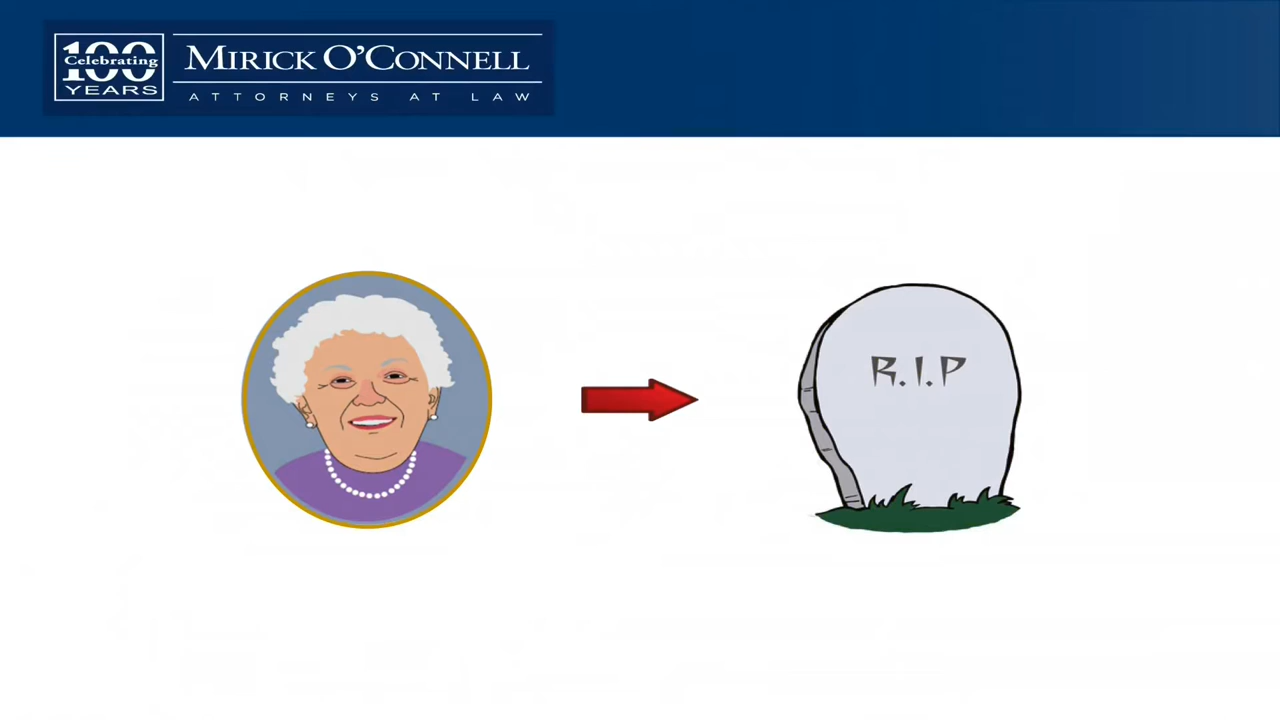 100
Celebrating
YEARS
MIRICK O'CONNELL
ATTORNEYS AT LAW
R.I.P